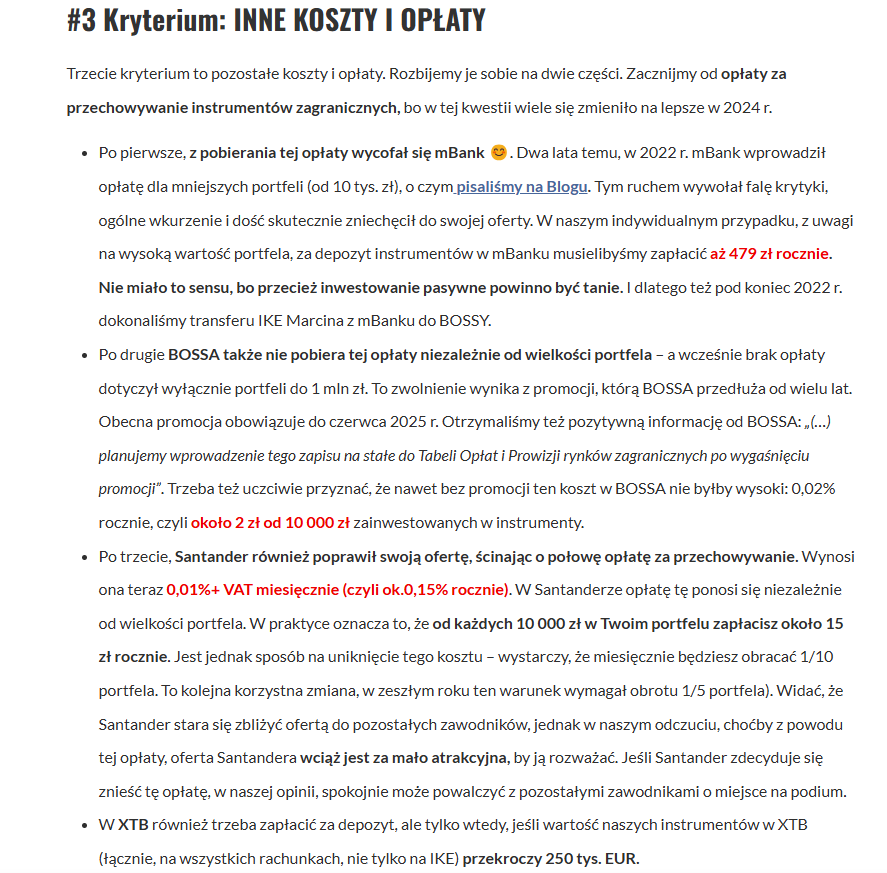 #3 Kryterium: INNE KOSZTY I OPŁATY
Trzecie kryterium to pozostałe koszty i opłaty. Rozbijemy je sobie na dwie części. Zacznijmy od opłaty za
przechowywanie instrumentów zagranicznych, bo w tej kwestii wiele się zmieniło na lepsze w 2024 r.
• Po pierwsze, z pobierania tej opłaty wycofał się mBank 😊. Dwa lata temu, w 2022 r. mBank wprowadził
opłatę dla mniejszych portfeli (od 10 tys. zł), o czym pisaliśmy na Blogu. Tym ruchem wywołał falę krytyki,
ogólne wkurzenie i dość skutecznie zniechęcił do swojej oferty. W naszym indywidualnym przypadku, z uwagi
na wysoką wartość portfela, za depozyt instrumentów w mBanku musielibyśmy zapłacić aż 479 zł rocznie.
Nie miało to sensu, bo przecież inwestowanie pasywne powinno być tanie. I dlatego też pod koniec 2022 r.
dokonaliśmy transferu IKE Marcina z mBanku do BOSSY.
• Po drugie BOSSA także nie pobiera tej opłaty niezależnie od wielkości portfela – a wcześnie brak opłaty
dotyczył wyłącznie portfeli do 1 mln zł. To zwolnienie wynika z promocji, którą BOSSA przedłuża od wielu lat.
Obecna promocja obowiązuje do czerwca 2025 r. Otrzymaliśmy też pozytywną informację od BOSSA: „(…)
planujemy wprowadzenie tego zapisu na stałe do Tabeli Opłat i Prowizji rynków zagranicznych po wygaśnięciu
promocji”. Trzeba też uczciwie przyznać, że nawet bez promocji ten koszt w BOSSA nie byłby wysoki: 0,02%
rocznie, czyli około 2 zł od 10 000 zł zainwestowanych w instrumenty.
• Po trzecie, Santander również poprawił swoją ofertę, ścinając o połowę opłatę za przechowywanie. Wynosi
ona teraz 0,01%+ VAT miesięcznie (czyli ok.0,15% rocznie). W Santanderze opłatę tę ponosi się niezależnie
od wielkości portfela. W praktyce oznacza to, że od każdych 10 000 zł w Twoim portfelu zapłacisz około 15
zł rocznie. Jest jednak sposób na uniknięcie tego kosztu – wystarczy, że miesięcznie będziesz obracać 1/10
portfela. To kolejna korzystna zmiana, w zeszłym roku ten warunek wymagał obrotu 1/5 portfela). Widać, że
Santander stara się zbliżyć ofertą do pozostałych zawodników, jednak w naszym odczuciu, choćby z powodu
tej opłaty, oferta Santandera wciąż jest za mało atrakcyjna, by ją rozważać. Jeśli Santander zdecyduje się
znieść tę opłatę, w naszej opinii, spokojnie może powalczyć z pozostałymi zawodnikami o miejsce na podium.
• W XTB również trzeba zapłacić za depozyt, ale tylko wtedy, jeśli wartość naszych instrumentów w XTB
(łącznie, na wszystkich rachunkach, nie tylko na IKE) przekroczy 250 tys. EUR.